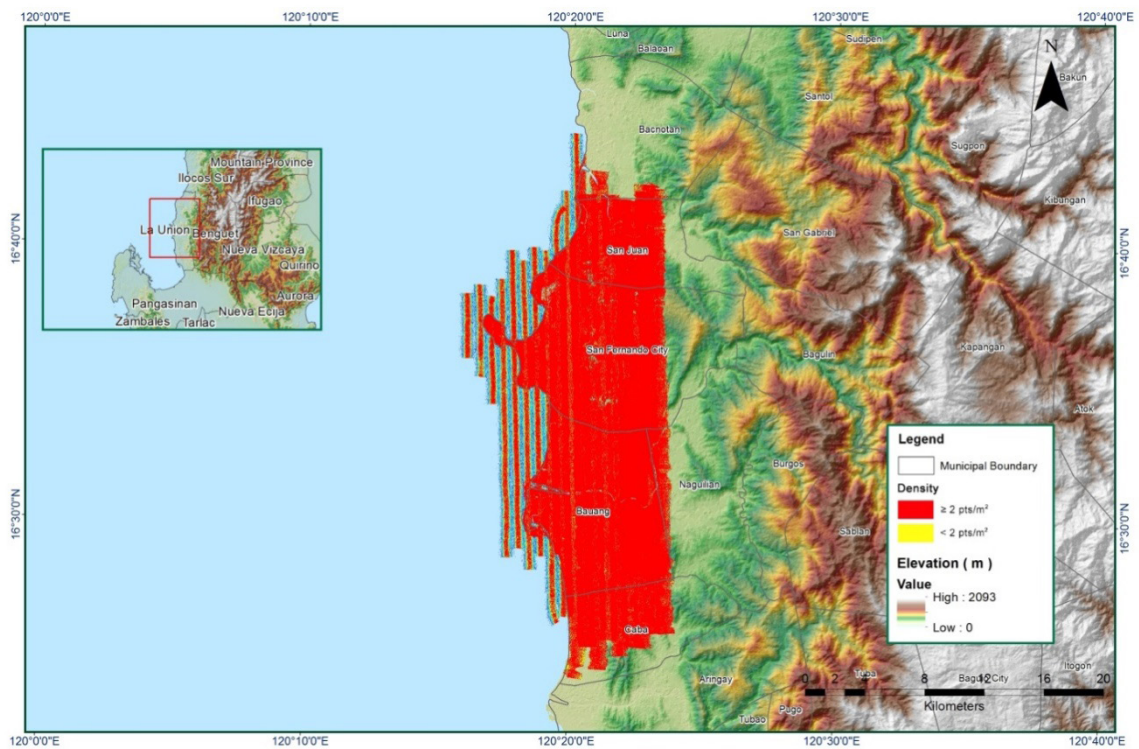 120°0'0"E
120°10'0"E
120°20'0"E
120°30'0"E
120°40'0"E
Luna
Balaoan
Sudipen
N
Bakun
Santol
Bacnotan
Sugpon
Mountain Province
Ilocos Sur
Ifugao
La Union
Benguet
Nueva Vizcaya
Quirino
Aurora
Pangasinan
Nueva Ecija
Zambales
Tarlac
Kibungan
San Gabriel
San Juan
16°40'0"N
16°40'0"N
San Fernando City
Bagulin
Kapangan
Atok
Legend
Municipal Boundary
Density
≥ 2 pts/m²
< 2 pts/m²
Elevation ( m )
Value
High : 2093
Low : 0
Burgos
Naguilian
Bauang
Sablan
16°30'0"N
16°30'0"N
Caba
Itogon
Aringay
Tuba
Baguio City
0 2 4 8 12 16 20
Kilometers
Tubao
Pugo
120°0'0"E
120°10'0"E
120°20'0"E
120°30'0"E
120°40'0"E